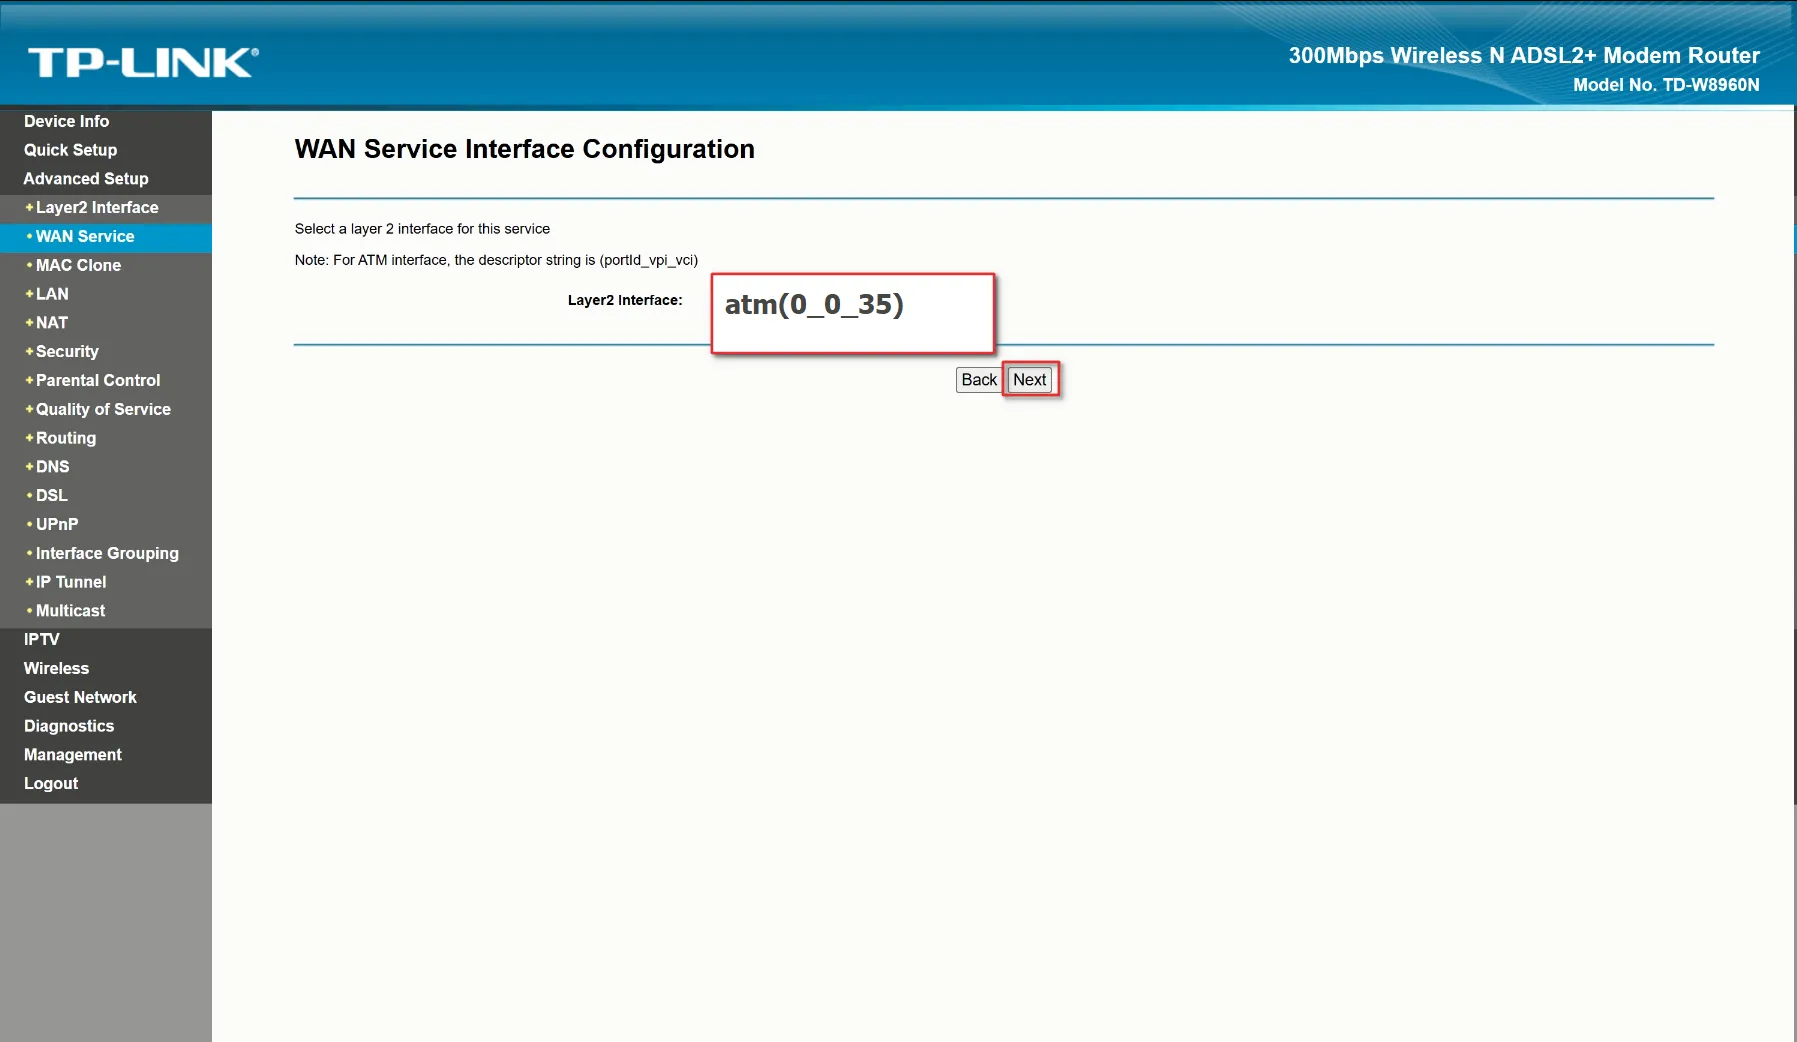 TP-LINK®
300Mbps Wireless N ADSL2+ Modem Router
Model No. TD-W8960N
Device Info
Quick Setup
Advanced Setup
+Layer2 Interface
•WAN Service
•MAC Clone
+LAN
+NAT
+Security
+Parental Control
+Quality of Service
+Routing
+DNS
•DSL
•UPnP
•Interface Grouping
+IP Tunnel
•Multicast
IPTV
Wireless
Guest Network
Diagnostics
Management
Logout
WAN Service Interface Configuration
Select a layer 2 interface for this service
Note: For ATM interface, the descriptor string is (portId_vpi_vci)
Layer2 Interface: atm(0_0_35)
Back Next